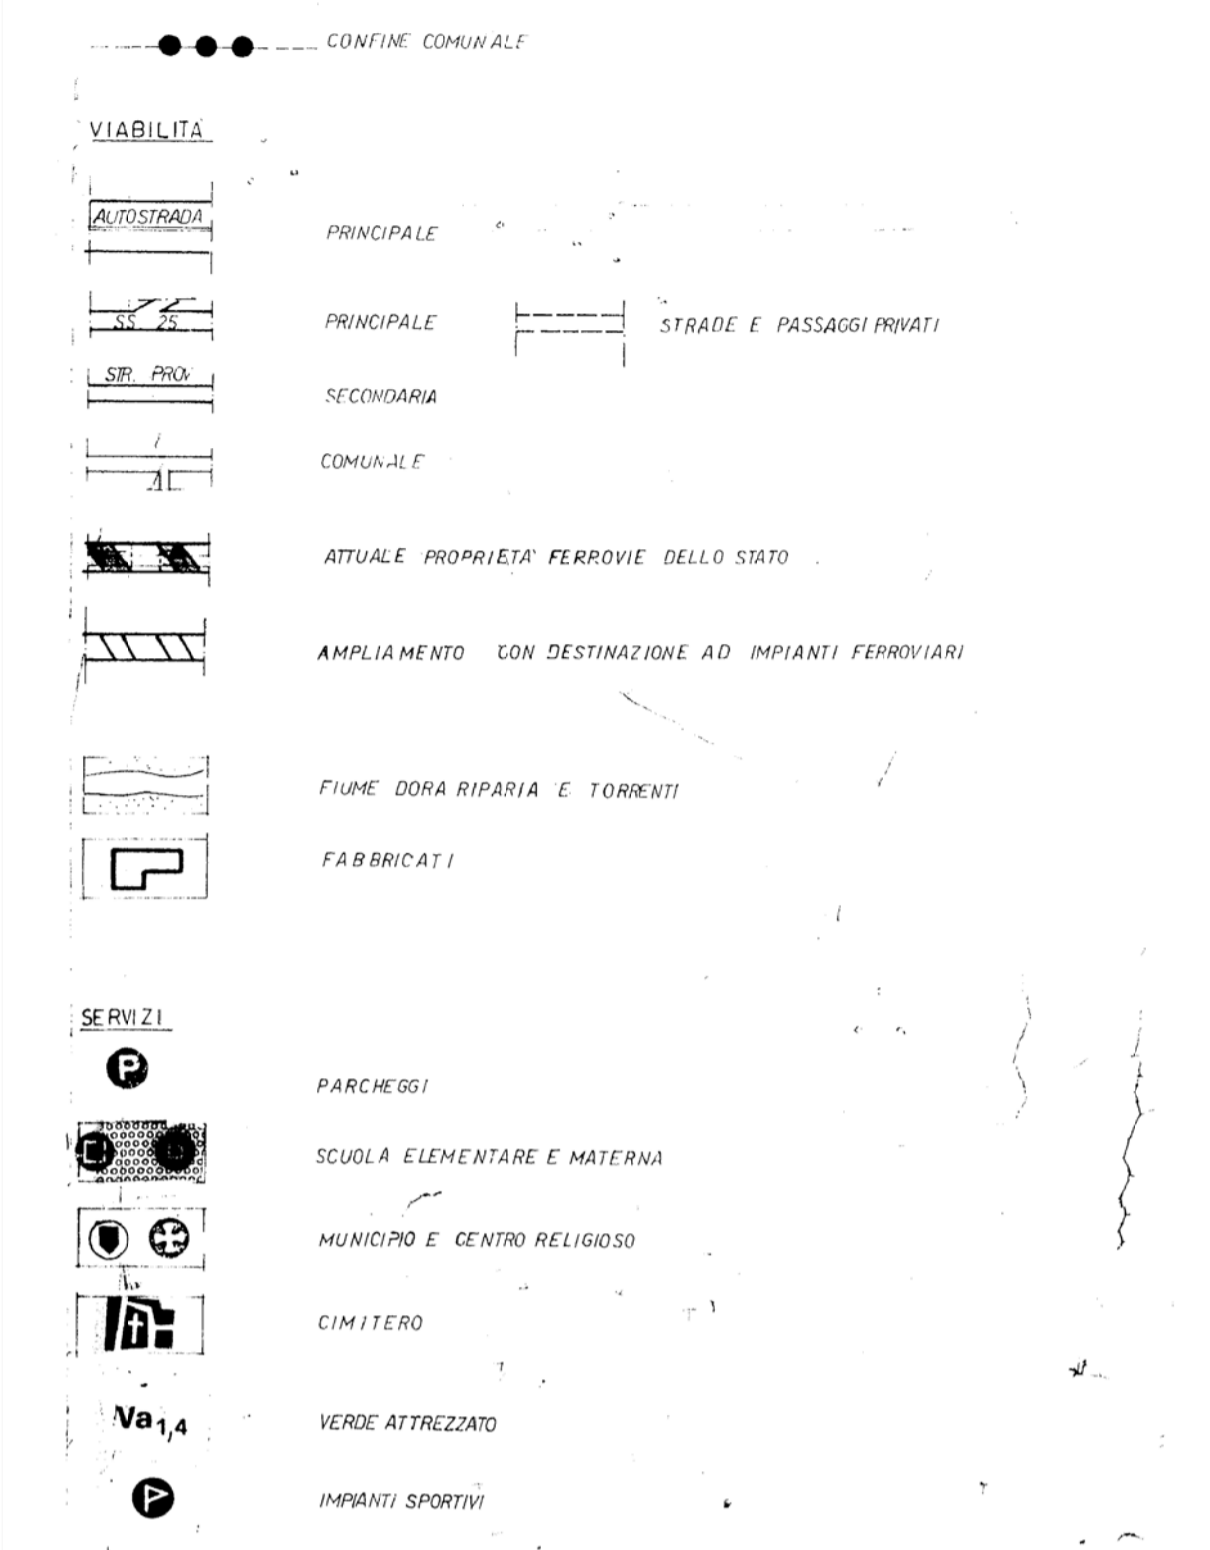 CONFINE COMUNALE
VIABILITA
AUTOSTRADA
PRINCIPALE
SS. 25
PRINCIPALE
STRADE E PASSAGGI PRIVATI
STR. PROV
SECONDARIA
COMUNALE
ATTUALE PROPRIETA' FERROVIE DELLO STATO
AMPLIAMENTO CON DESTINAZIONE AD IMPIANTI FERROVIARI
FIUME DORA RIPARIA E TORRENTI
FABBRICATI
SERVIZI
P
PARCHEGGI
SCUOLA ELEMENTARE E MATERNA
MUNICIPIO E CENTRO RELIGIOSO
CIMITERO
Va1,4
VERDE ATTREZZATO
IMPIANTI SPORTIVI